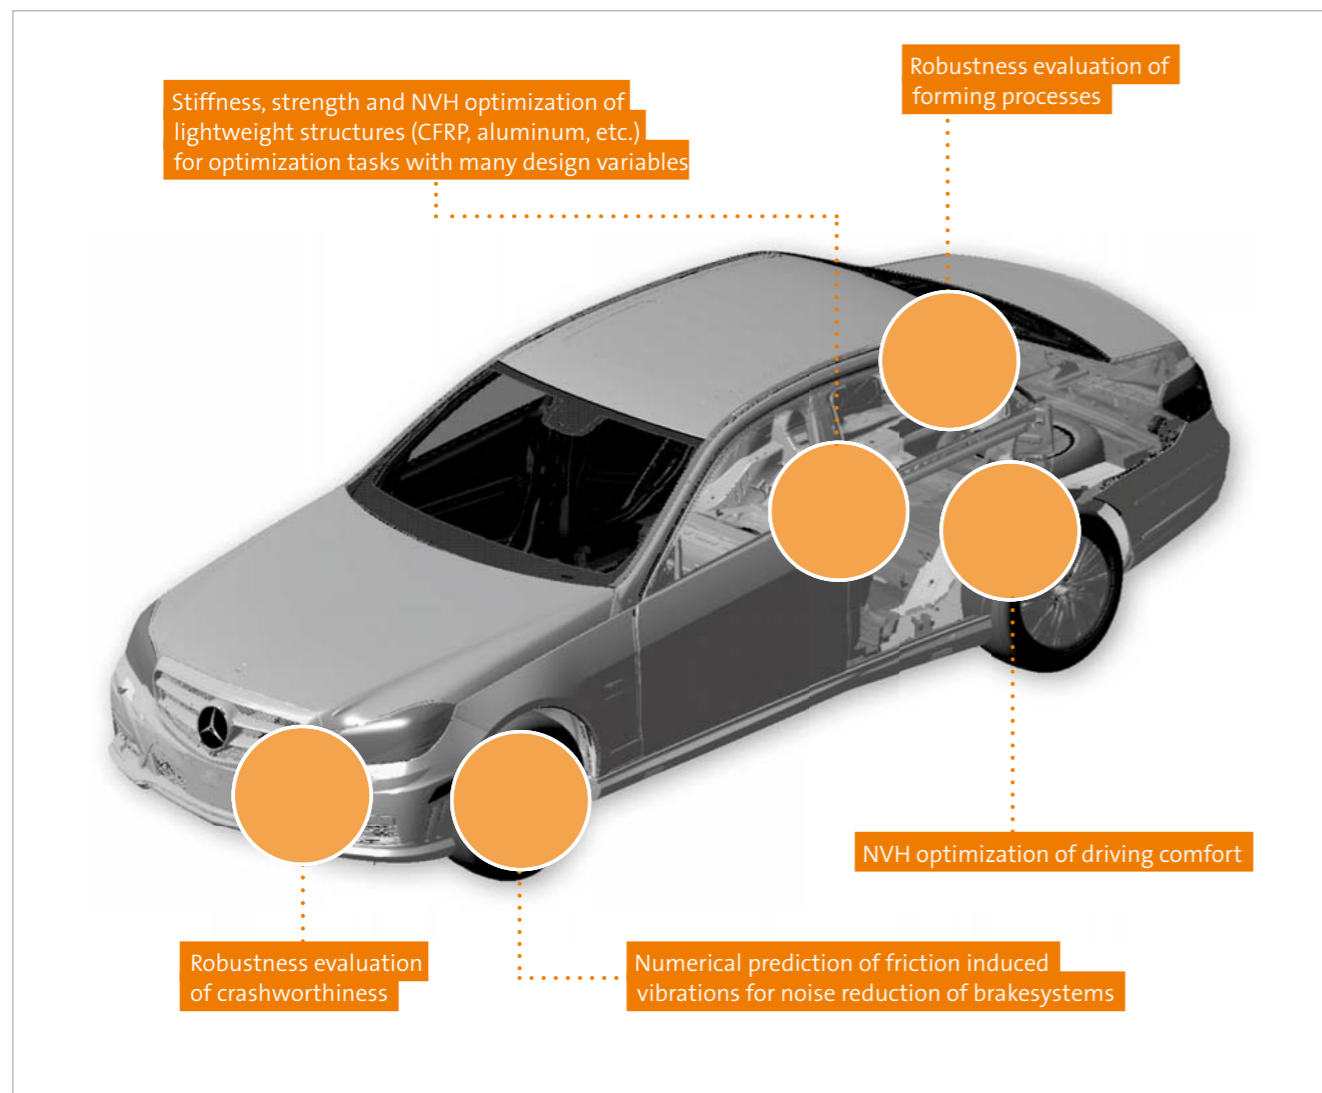 Stiffness, strength and NVH optimization of
lightweight structures (CFRP, aluminum, etc.)
for optimization tasks with many design variables
Robustness evaluation of
forming processes
NVH optimization of driving comfort
Robustness evaluation
of crashworthiness
Numerical prediction of friction induced
vibrations for noise reduction of brakesystems